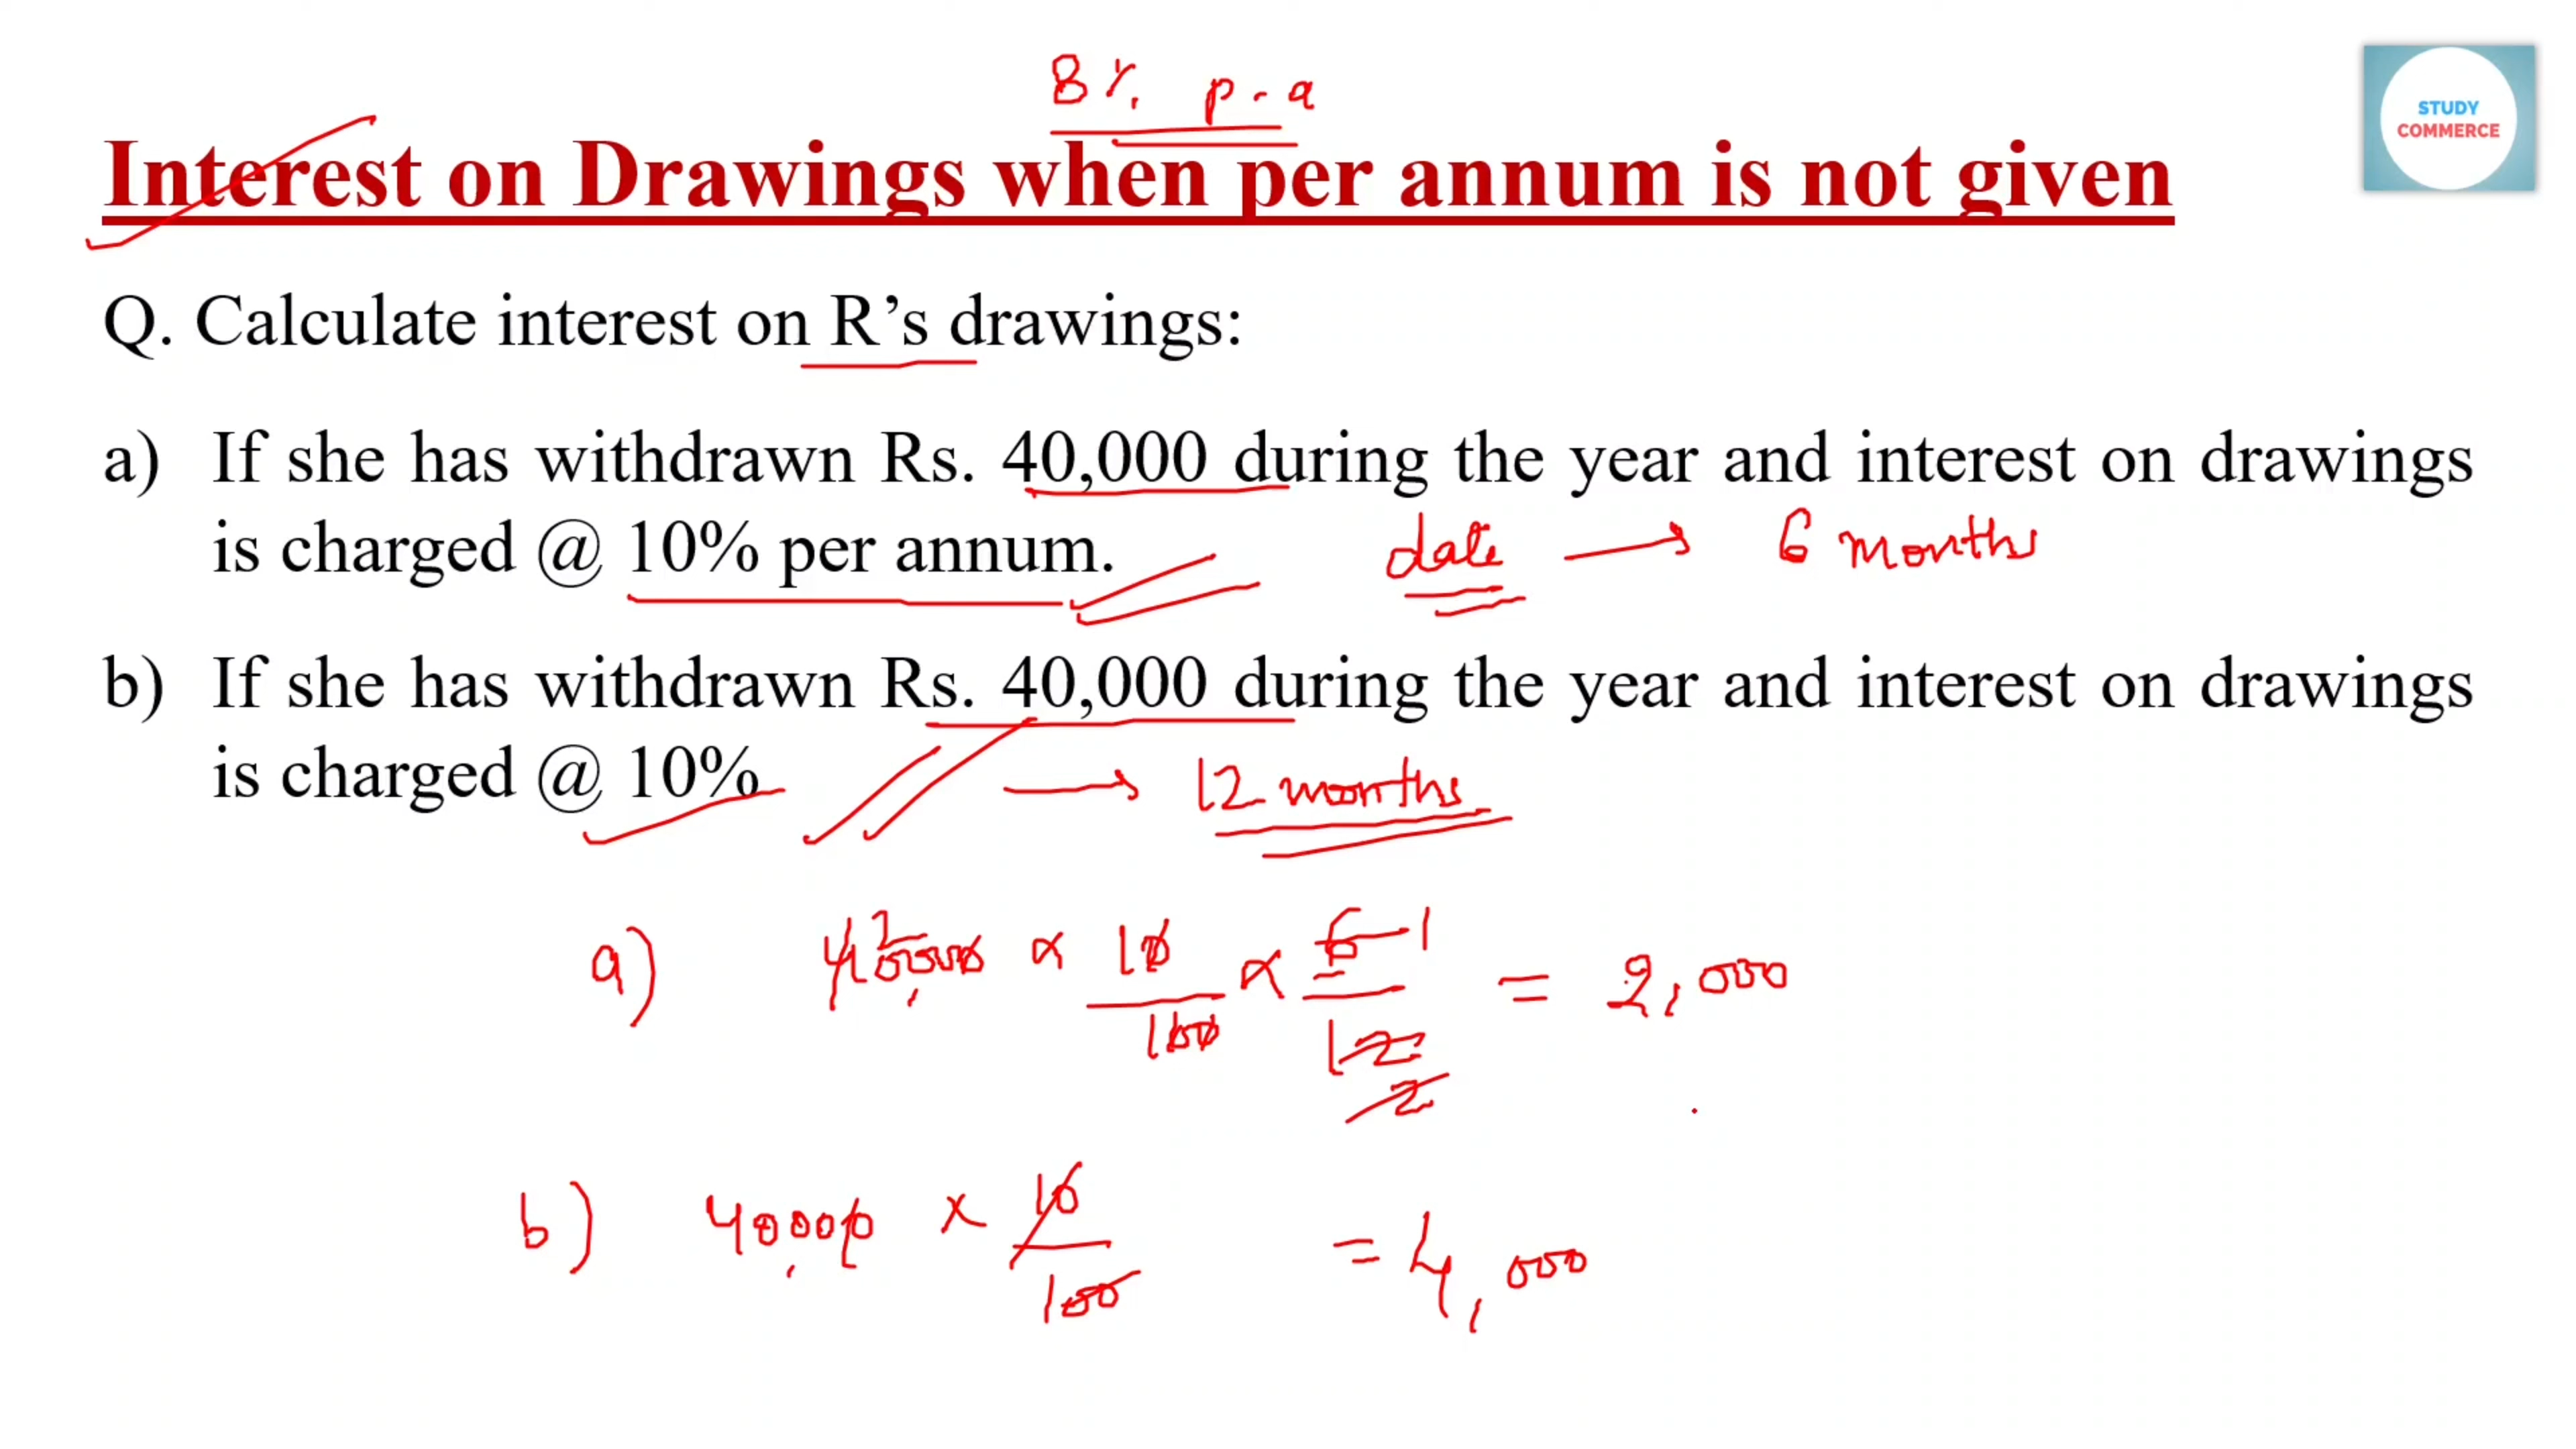 8% p.a
STUDY
COMMERCE
Interest on Drawings when per annum is not given
Q. Calculate interest on R’s drawings:
a) If she has withdrawn Rs. 40,000 during the year and interest on drawings
is charged @ 10% per annum.
date → 6 months
b) If she has withdrawn Rs. 40,000 during the year and interest on drawings
is charged @ 10%
→ 12 months
a) 40,000 × 10/100 × 6/12 = 2,000
2
1
2
b) 40,000 × 10/100 = 4,000